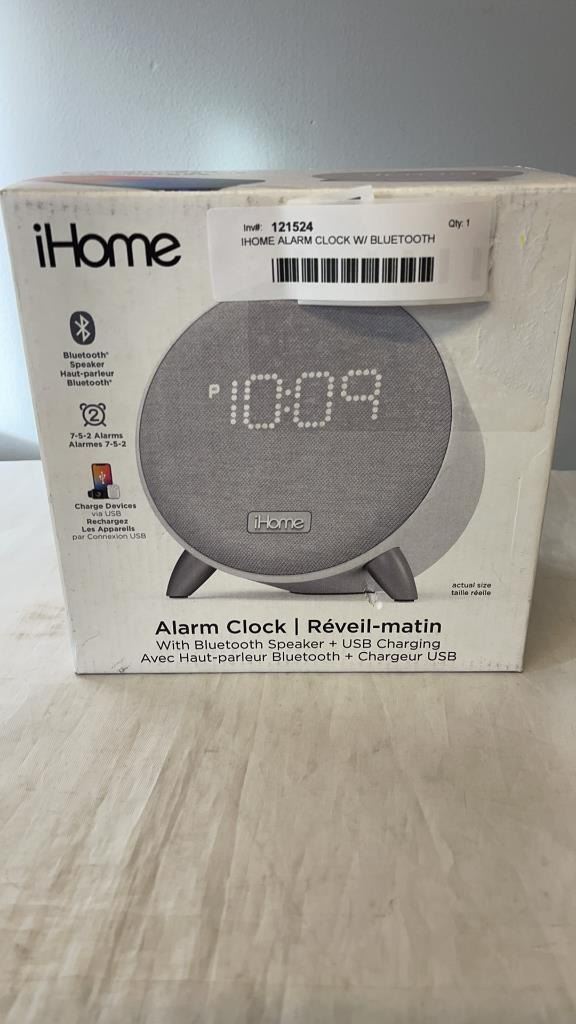 iHome
Inv#: 121524 Qty: 1
IHOME ALARM CLOCK W/ BLUETOOTH
Bluetooth®
Speaker
Haut-parleur
Bluetooth®
2
7-5-2 Alarms
Alarmes 7-5-2
Charge Devices
via USB
Rechargez
Les Appareils
par Connexion USB
P 10:09
iHome
actual size
taille réelle
Alarm Clock | Réveil-matin
With Bluetooth Speaker + USB Charging
Avec Haut-parleur Bluetooth + Chargeur USB